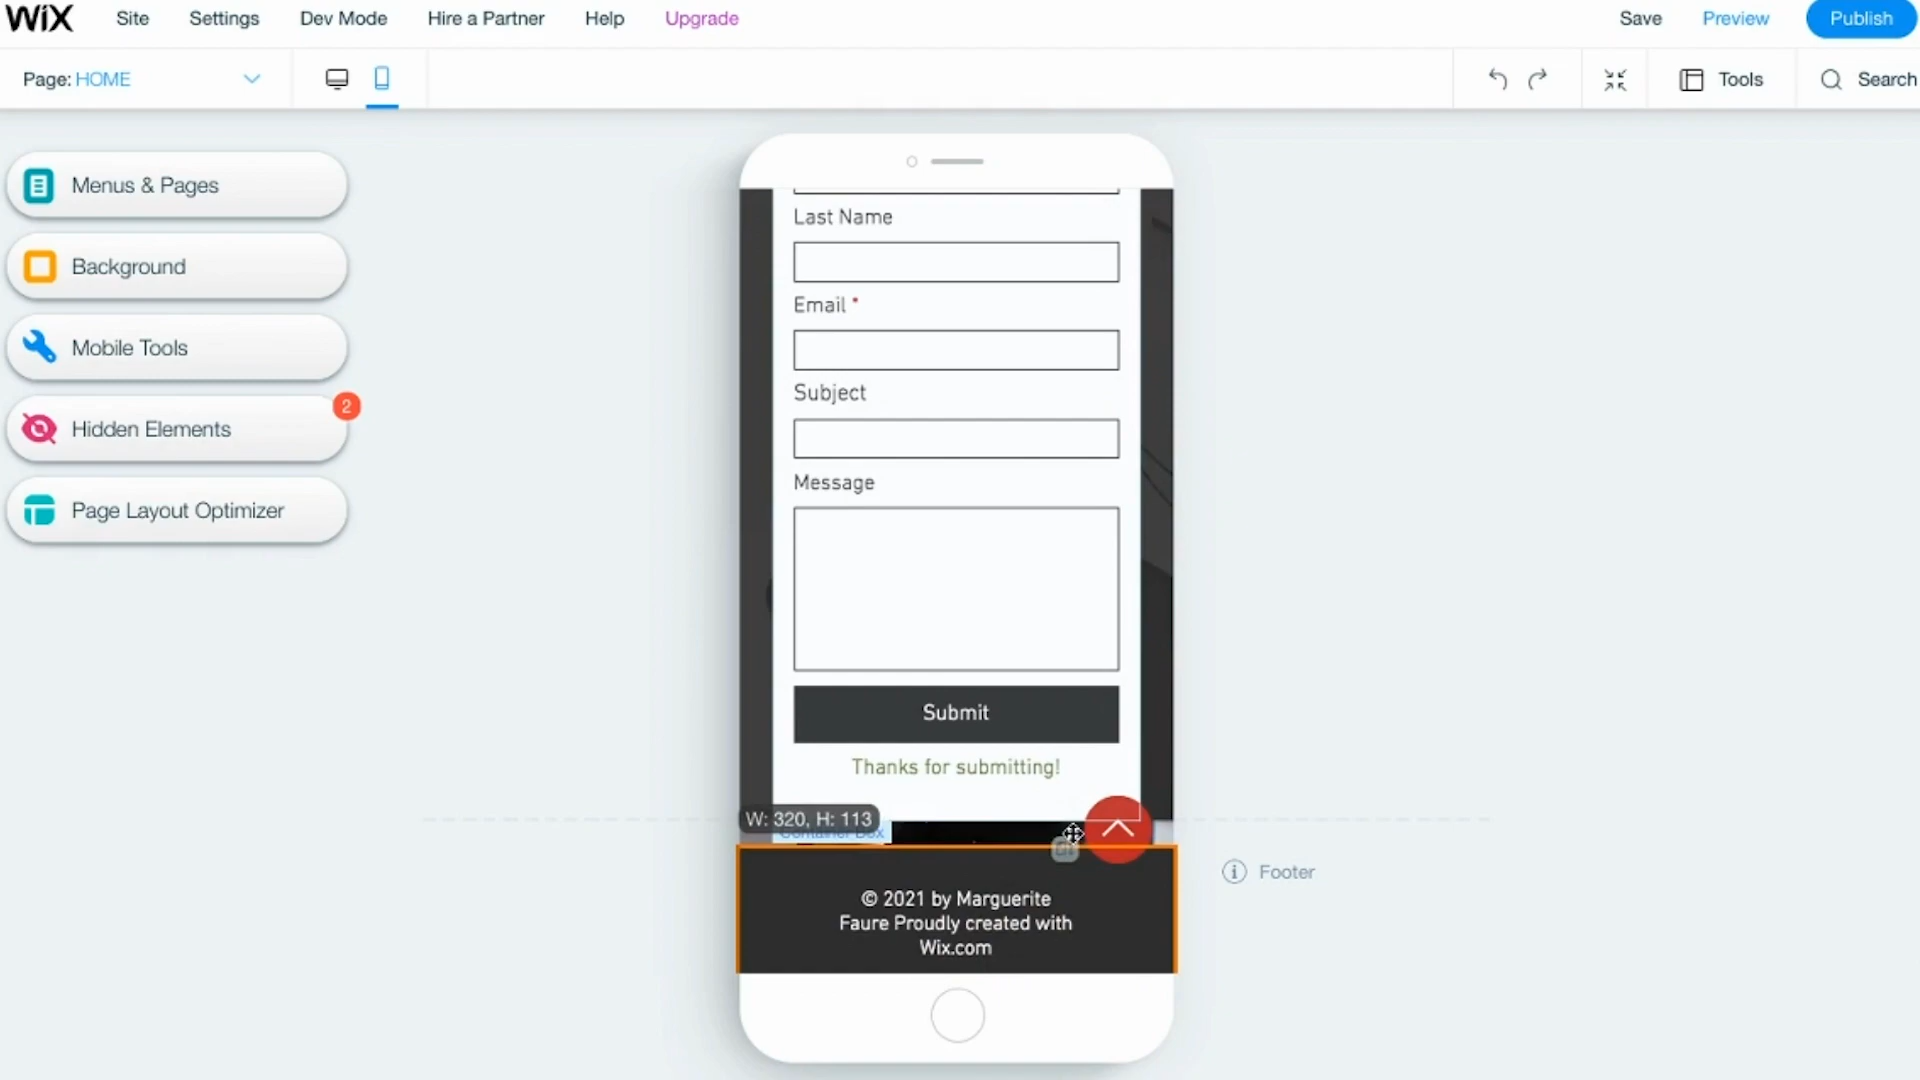 WiX
Site
Settings
Dev Mode
Hire a Partner
Help
Upgrade
Save
Preview
Publish
Page: HOME
Tools
Search
Menus & Pages
Background
Mobile Tools
Hidden Elements
2
Page Layout Optimizer
Last Name
Email *
Subject
Message
Submit
Thanks for submitting!
W: 320, H: 113
Container Box
Footer
© 2021 by Marguerite
Faure Proudly created with
Wix.com